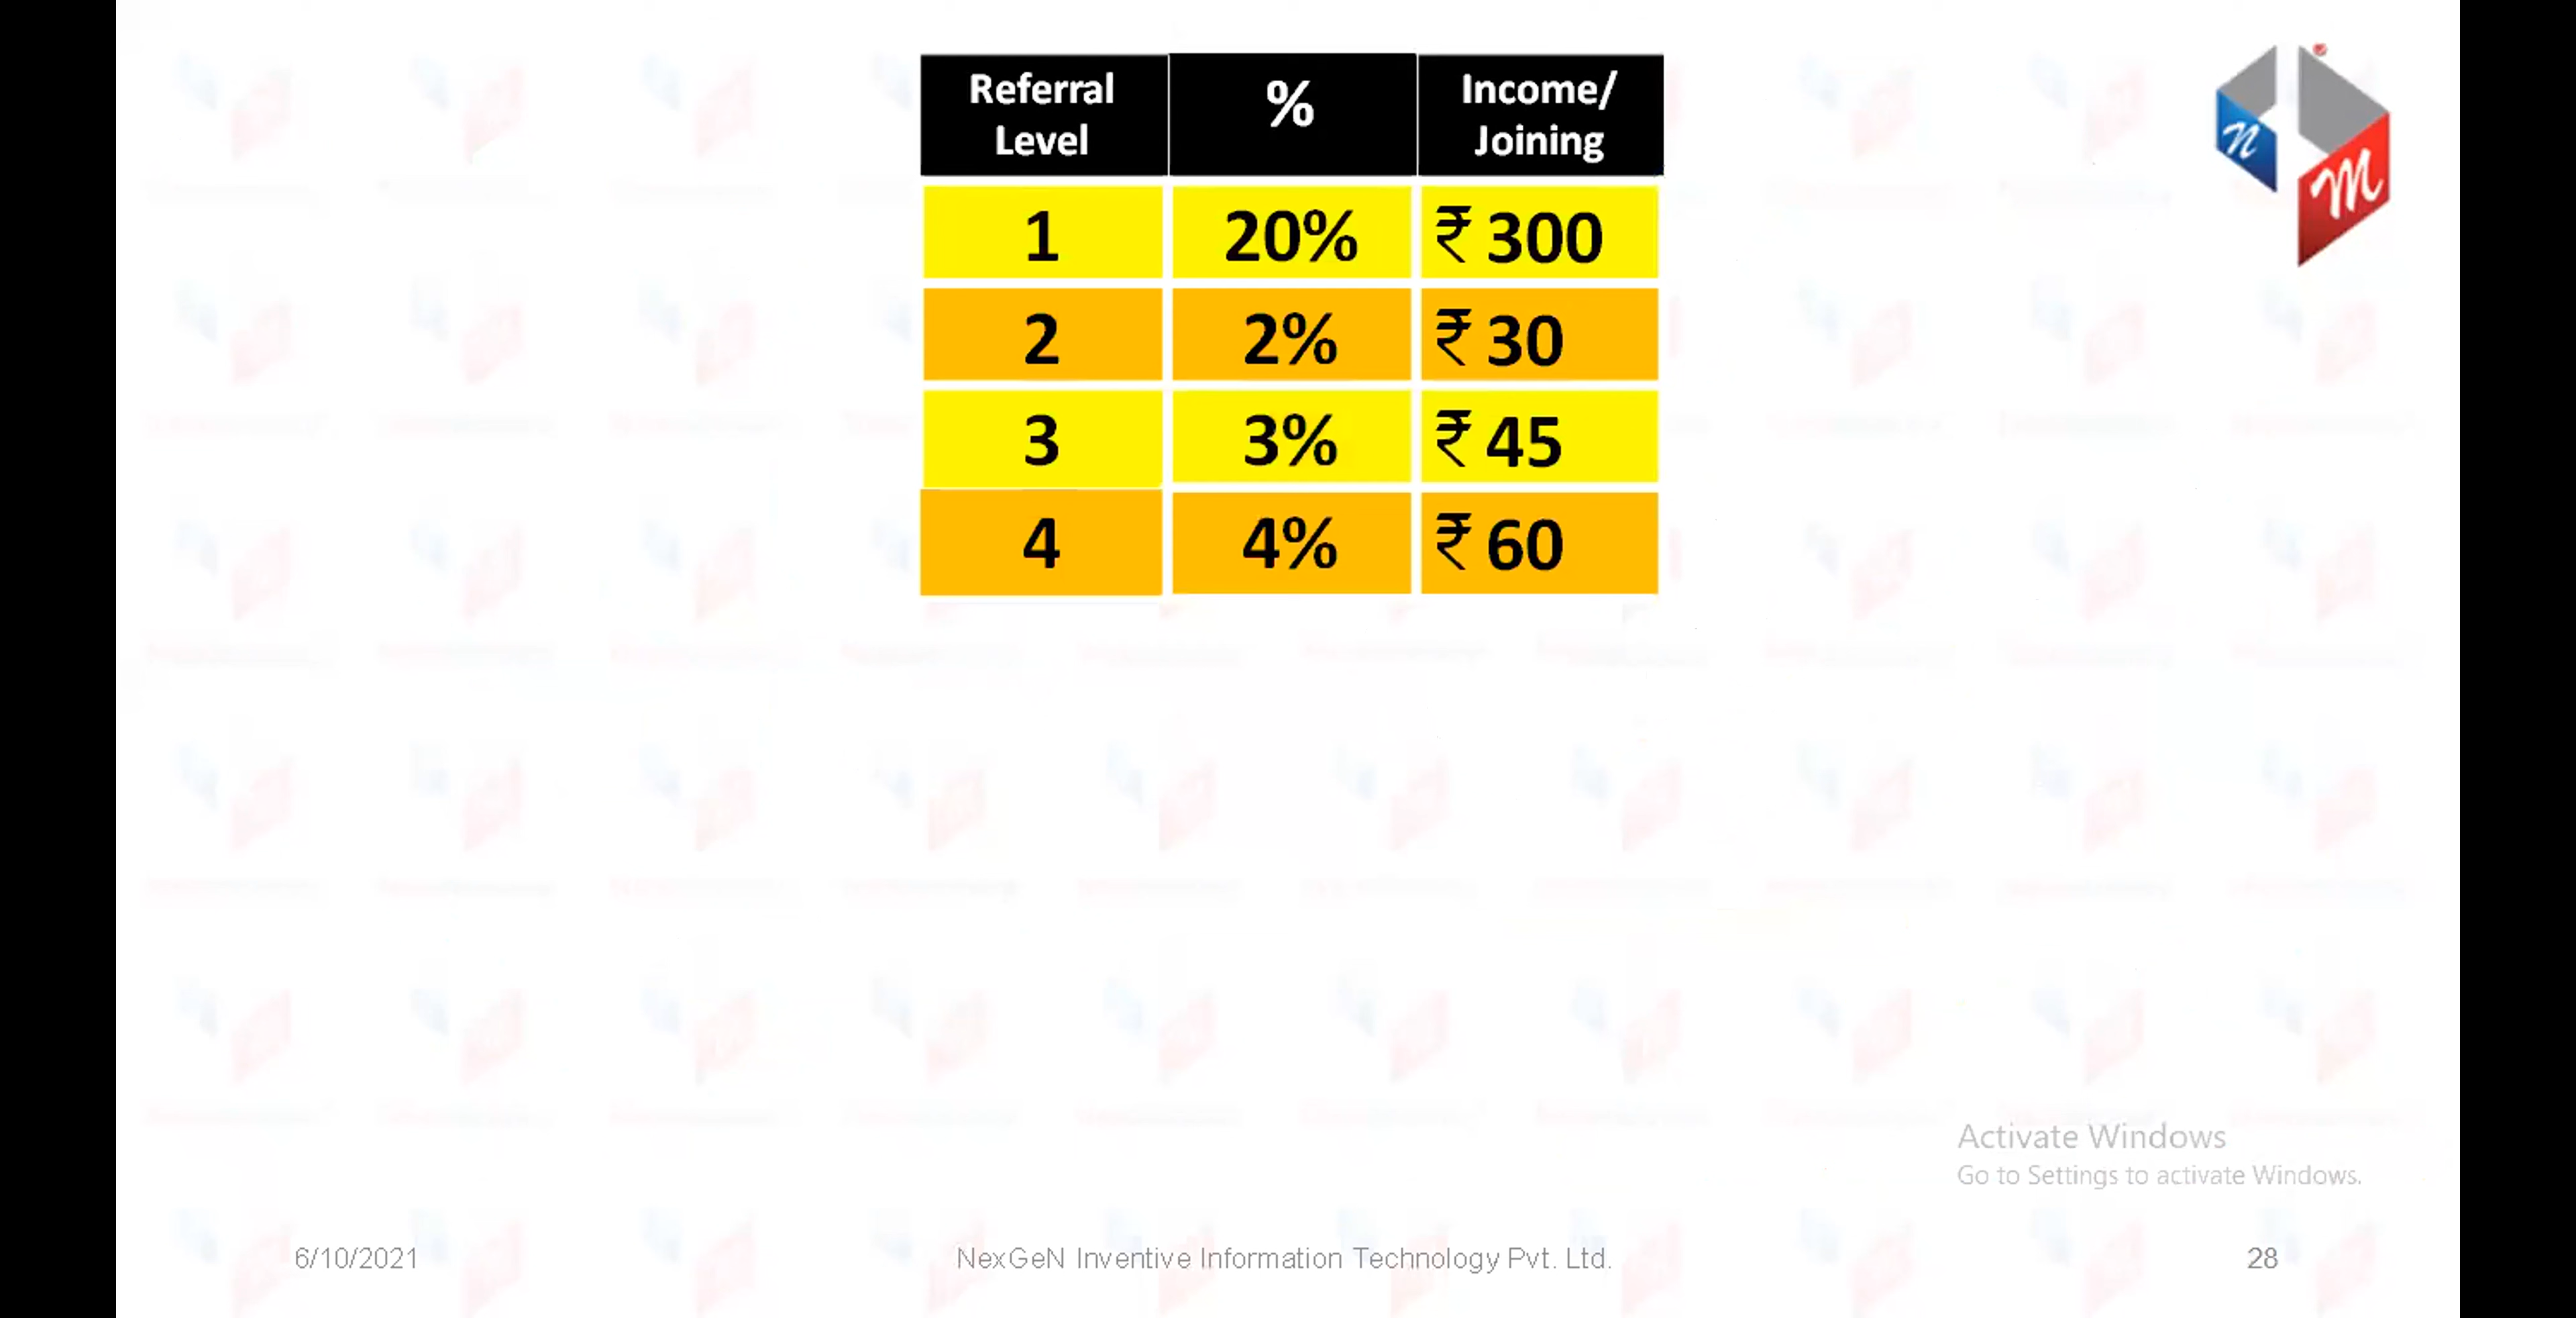 Referral Level
%
Income/ Joining
1
20%
₹ 300
2
2%
₹ 30
3
3%
₹ 45
4
4%
₹ 60
n
m
Activate Windows
Go to Settings to activate Windows.
6/10/2021
NexGeN Inventive Information Technology Pvt. Ltd.
28